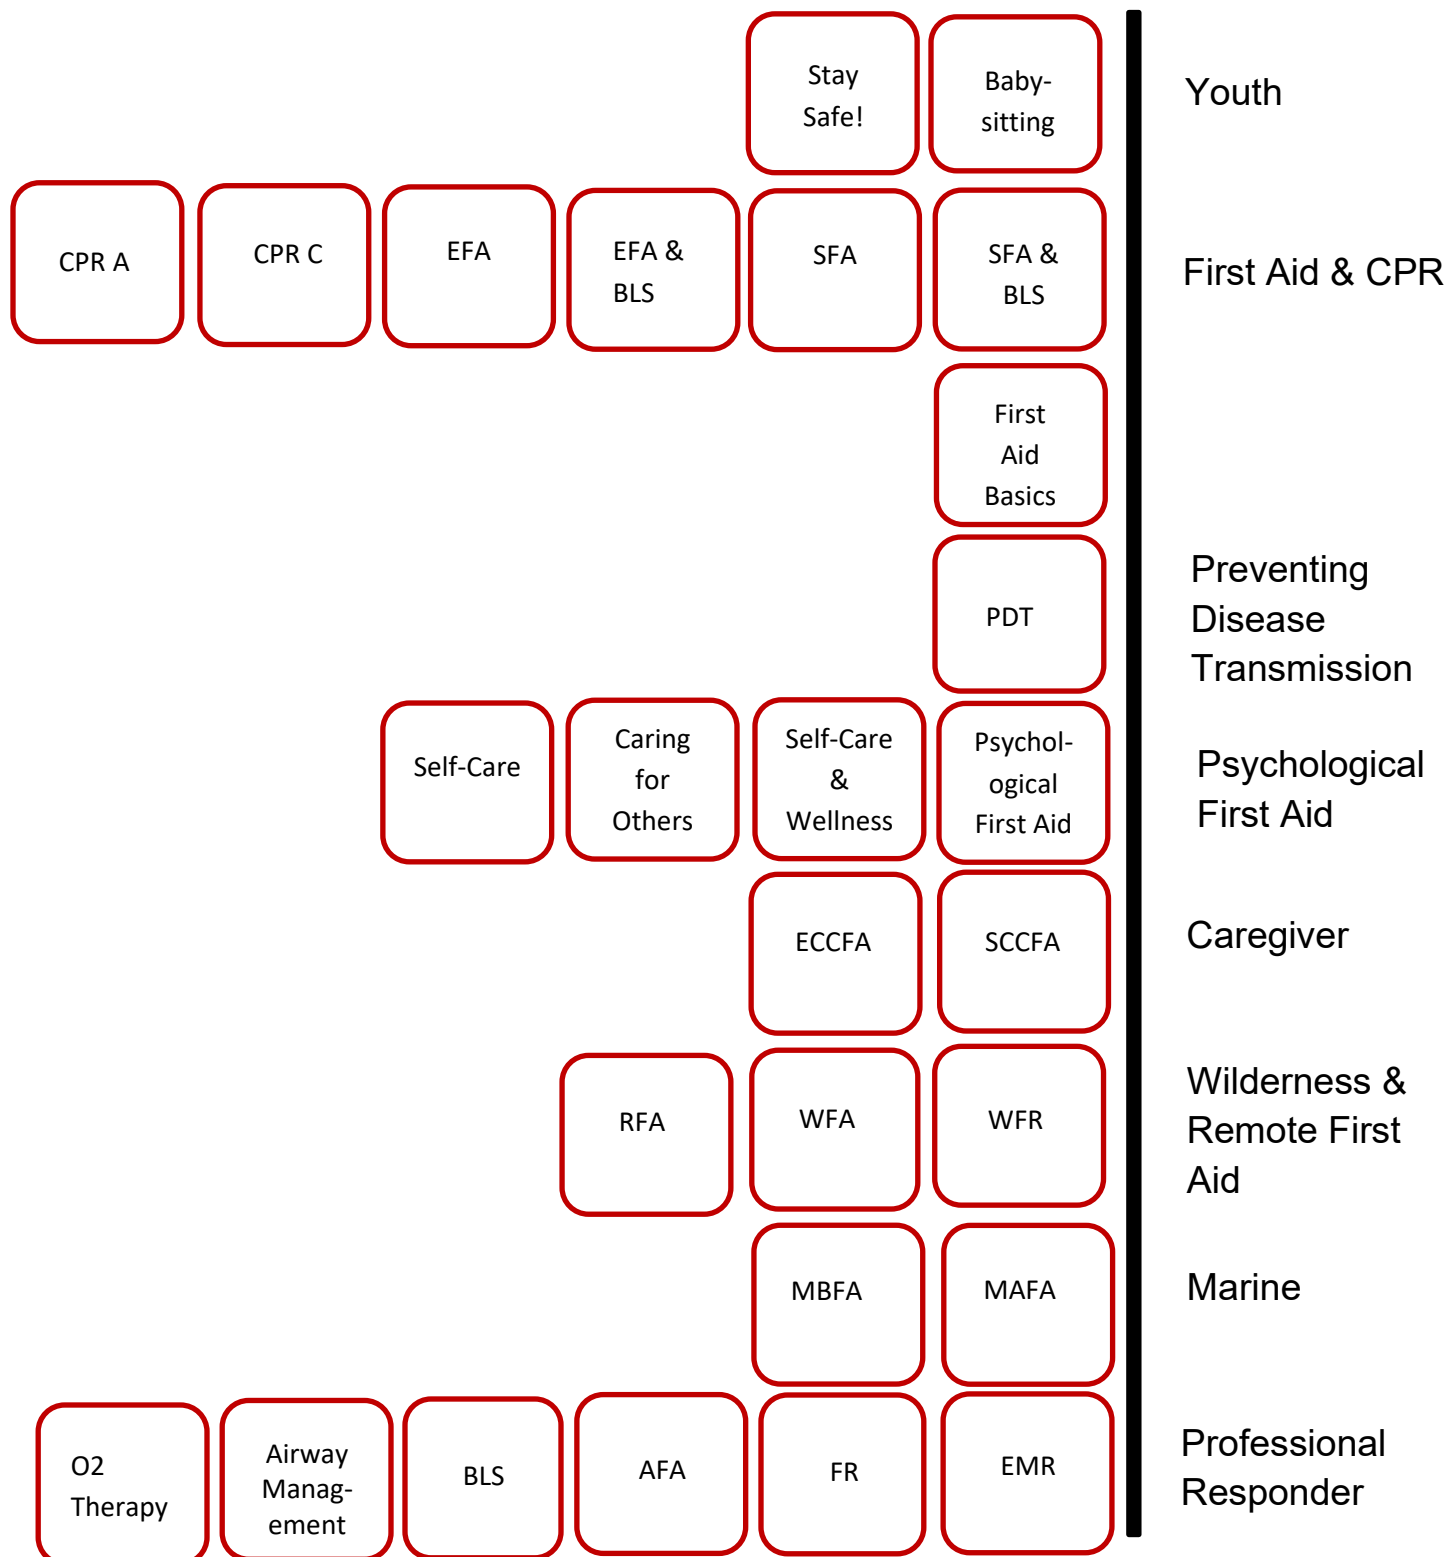 Stay
Safe!
Baby-
sitting
Youth
CPR A
CPR C
EFA
EFA &
BLS
SFA
SFA &
BLS
First Aid & CPR
First
Aid
Basics
PDT
Preventing
Disease
Transmission
Self-Care
Caring
for
Others
Self-Care
&
Wellness
Psychol-
ogical
First Aid
Psychological
First Aid
ECCFA
SCCFA
Caregiver
RFA
WFA
WFR
Wilderness &
Remote First
Aid
MBFA
MAFA
Marine
O2
Therapy
Airway
Manag-
ement
BLS
AFA
FR
EMR
Professional
Responder